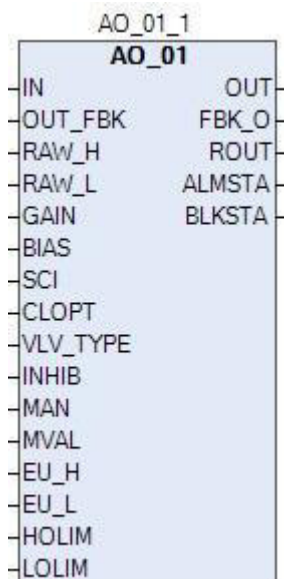 AO_01_1
AO_01
IN OUT
OUT_FBK FBK_O
RAW_H ROUT
RAW_L ALMSTA
GAIN BLKSTA
BIAS
SCI
CLOPT
VLV_TYPE
INHIB
MAN
MVAL
EU_H
EU_L
HOLIM
LOLIM